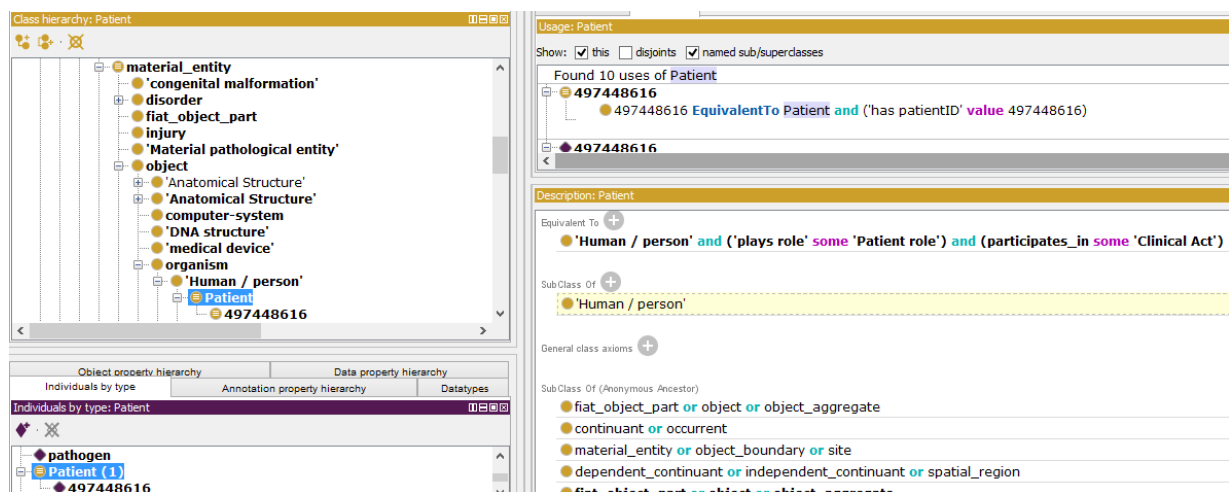 Class hierarchy: Patient
material_entity
'congenital malformation'
disorder
fiat_object_part
injury
'Material pathological entity'
object
'Anatomical Structure'
'Anatomical Structure'
computer-system
'DNA structure'
'medical device'
organism
'Human / person'
Patient
497448616
Object property hierarchy
Data property hierarchy
Individuals by type
Annotation property hierarchy
Datatypes
Individuals by type: Patient
pathogen
Patient (1)
497448616
Usage: Patient
Show: this disjoints named sub/superclasses
Found 10 uses of Patient
497448616
497448616 EquivalentTo Patient and ('has patientID' value 497448616)
497448616
Description: Patient
Equivalent To
'Human / person' and ('plays role' some 'Patient role') and (participates_in some 'Clinical Act')
SubClass Of
'Human / person'
General class axioms
SubClass Of (Anonymous Ancestor)
fiat_object_part or object or object_aggregate
continuant or occurrent
material_entity or object_boundary or site
dependent_continuant or independent_continuant or spatial_region
fiat_object_part or object or object_aggregate